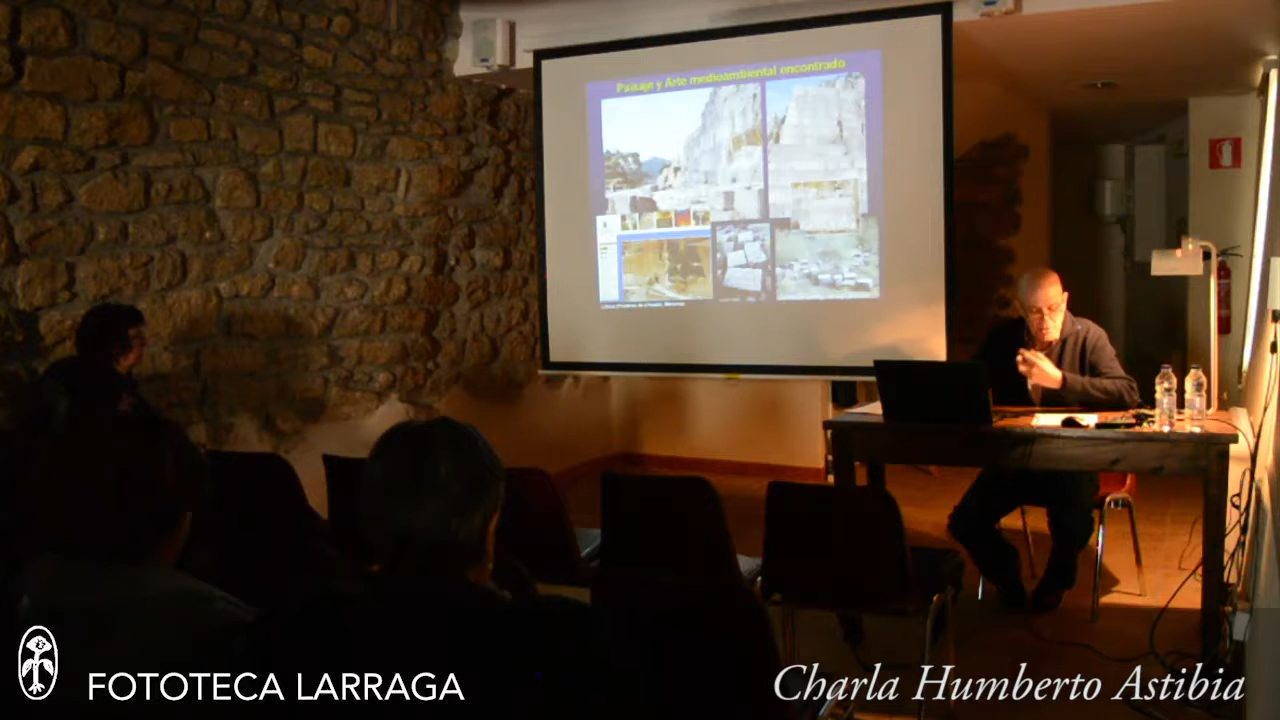 Paisaje y Arte medioambiental encontrado
FOTOTECA LARRAGA
Charla Humberto Astibia